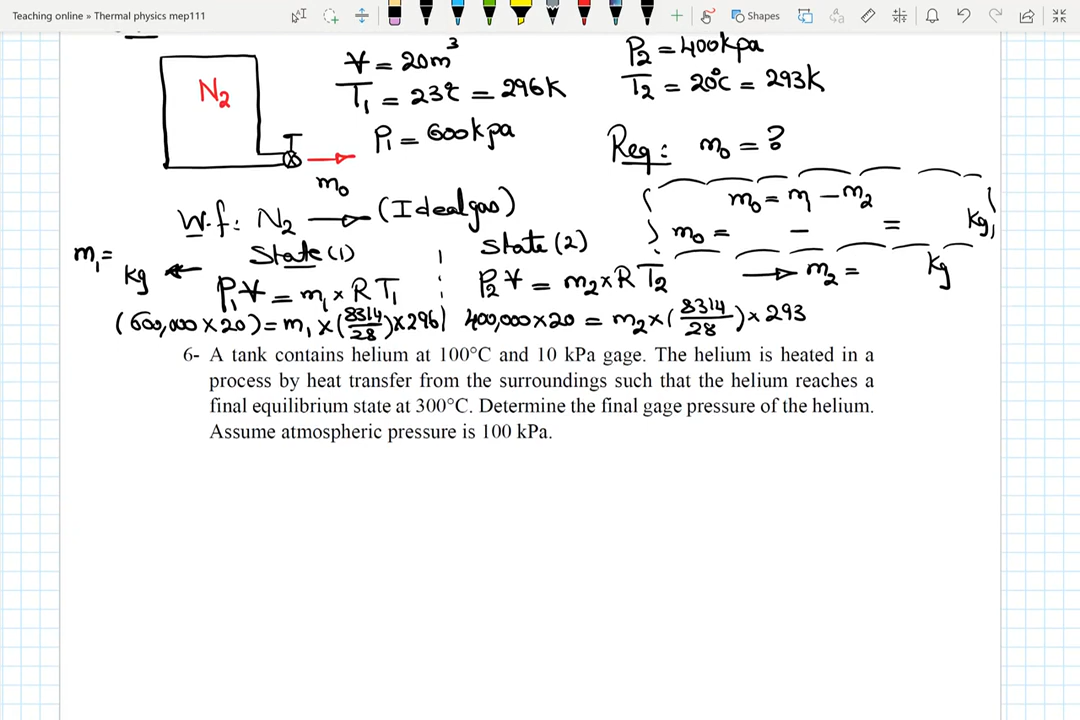 Teaching online » Thermal physics mep111
Shapes
N2
V = 20m³
T1 = 23℃ = 296K
P1 = 600kpa
P2 = 400kpa
T2 = 20℃ = 293K
Req: mo = ?
mo
W.f: N2 → (Ideal gas)
mo = m1 - m2
mo = - = kg,
m1 = kg ← State (1)
State (2)
→ m2 = kg
P1V = m1 x R T1
P2V = m2 x R T2
(600,000 x 20) = m1 x (8314/28) x 296
400,000 x 20 = m2 x (8314/28) x 293
6- A tank contains helium at 100°C and 10 kPa gage. The helium is heated in a
process by heat transfer from the surroundings such that the helium reaches a
final equilibrium state at 300°C. Determine the final gage pressure of the helium.
Assume atmospheric pressure is 100 kPa.